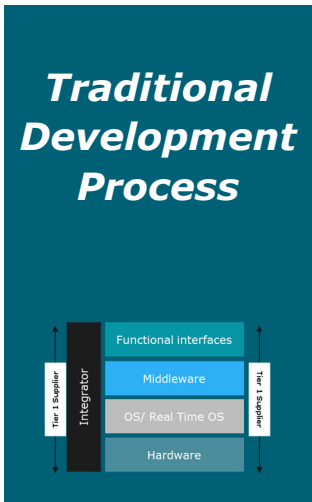 Traditional
Development
Process
Functional interfaces
Middleware
OS/ Real Time OS
Hardware
Integrator
Tier 1 Supplier
Tier 1 Supplier